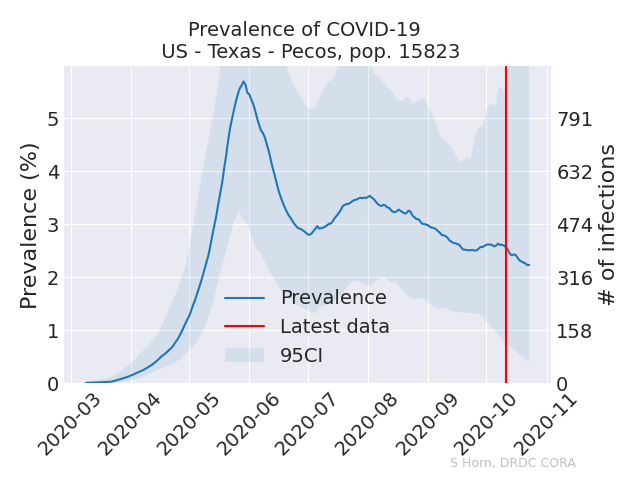 Prevalence of COVID-19
US - Texas - Pecos, pop. 15823
Prevalence (%)
5
4
3
2
1
0
791
632
474
316
158
0
# of infections
Prevalence
Latest data
95CI
2020-03
2020-04
2020-05
2020-06
2020-07
2020-08
2020-09
2020-10
2020-11
S Horn, DRDC CORA